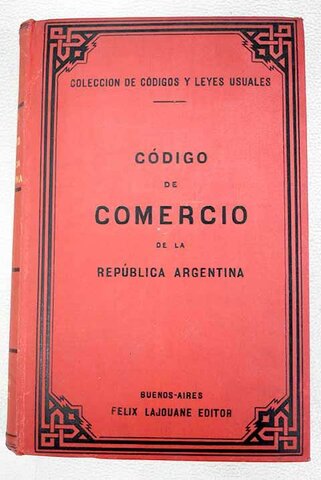 COLECCION DE CÓDIGOS Y LEYES USUALES
CÓDIGO
DE
COMERCIO
DE LA
REPÚBLICA ARGENTINA
BUENOS-AIRES
FELIX LAJOUANE EDITOR